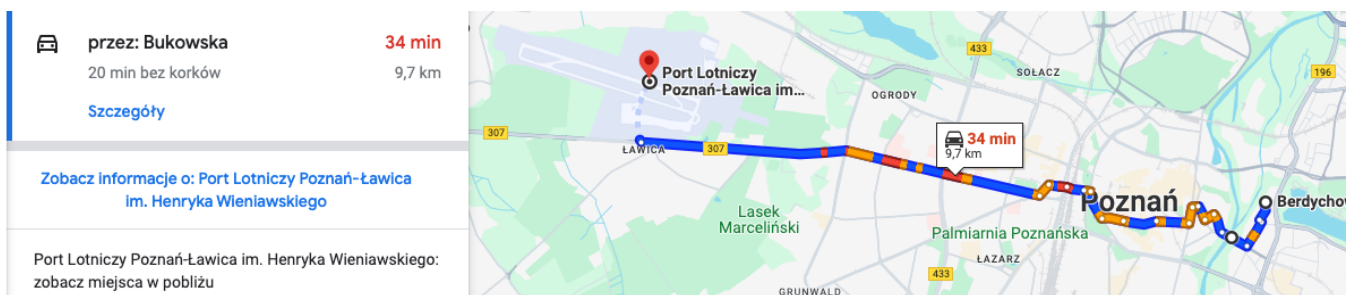 przez: Bukowska
34 min
20 min bez korków
9,7 km
Szczegóły
Zobacz informacje o: Port Lotniczy Poznań-Ławica
im. Henryka Wieniawskiego
Port Lotniczy Poznań-Ławica im. Henryka Wieniawskiego:
zobacz miejsca w pobliżu
433
SOŁACZ
196
Port Lotniczy
Poznań-Ławica im...
OGRODY
307
34 min
9,7 km
ŁAWICA
307
Poznań
Berdychow
Lasek
Marceliński
Palmiarnia Poznańska
ŁAZARZ
433
GRUNWALD